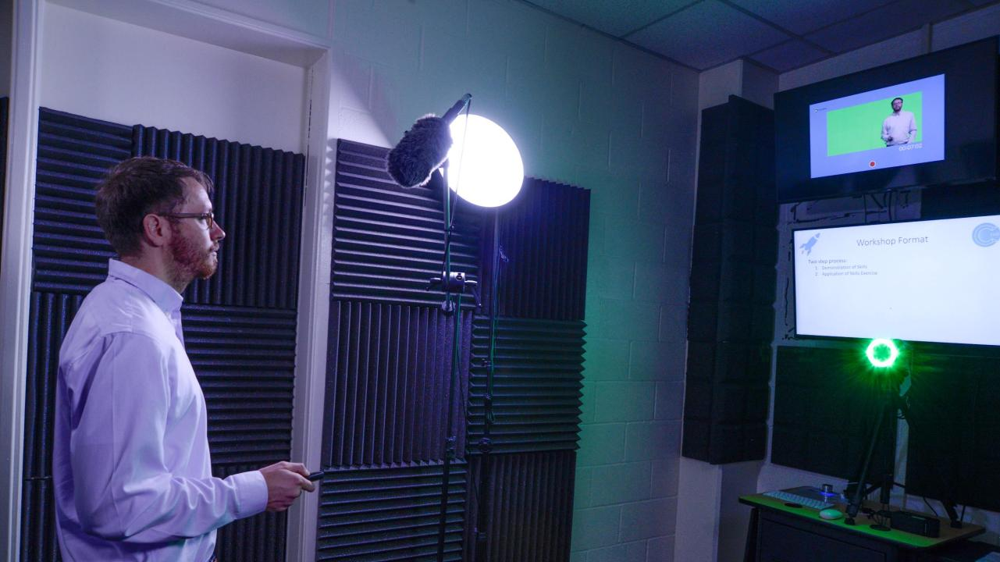 00:07:02
Workshop Format
Two step process:
1 Demonstration of Skills
2 Application of Skills Exercise